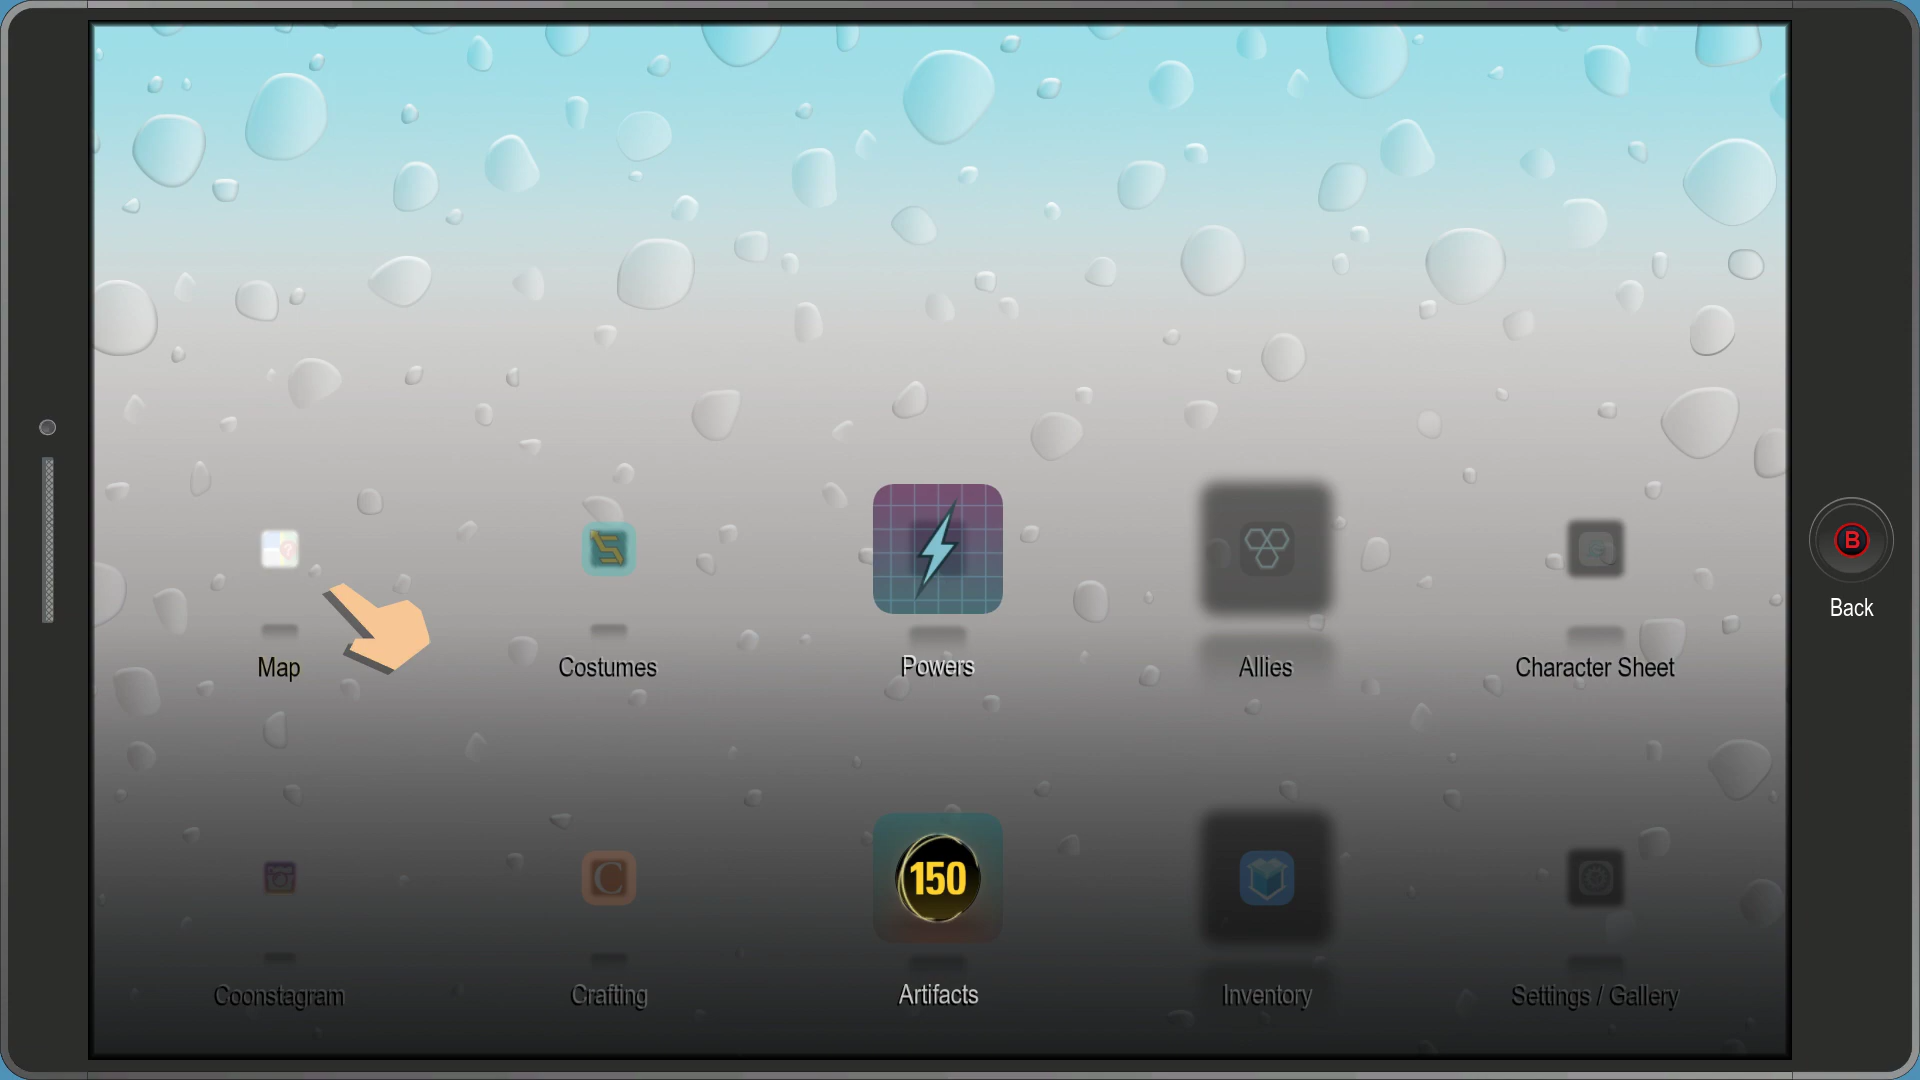 B
Back
Map
Costumes
Powers
Allies
Character Sheet
C
150
Coonstagram
Crafting
Artifacts
Inventory
Settings / Gallery